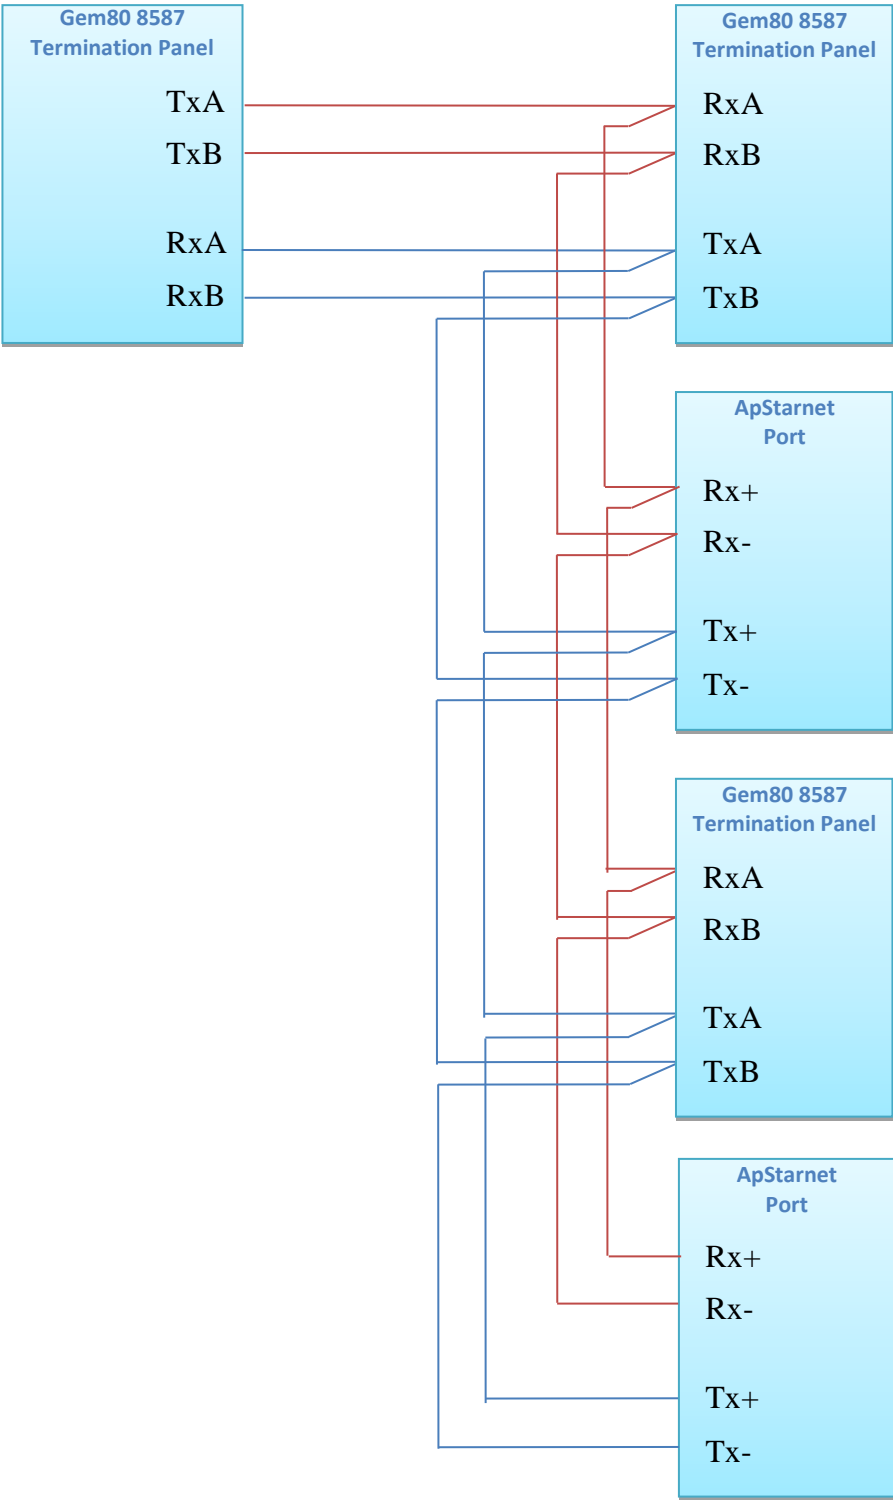 Gem80 8587
Termination Panel
TxA
TxB
RxA
RxB
Gem80 8587
Termination Panel
RxA
RxB
TxA
TxB
ApStarnet
Port
Rx+
Rx-
Tx+
Tx-
Gem80 8587
Termination Panel
RxA
RxB
TxA
TxB
ApStarnet
Port
Rx+
Rx-
Tx+
Tx-